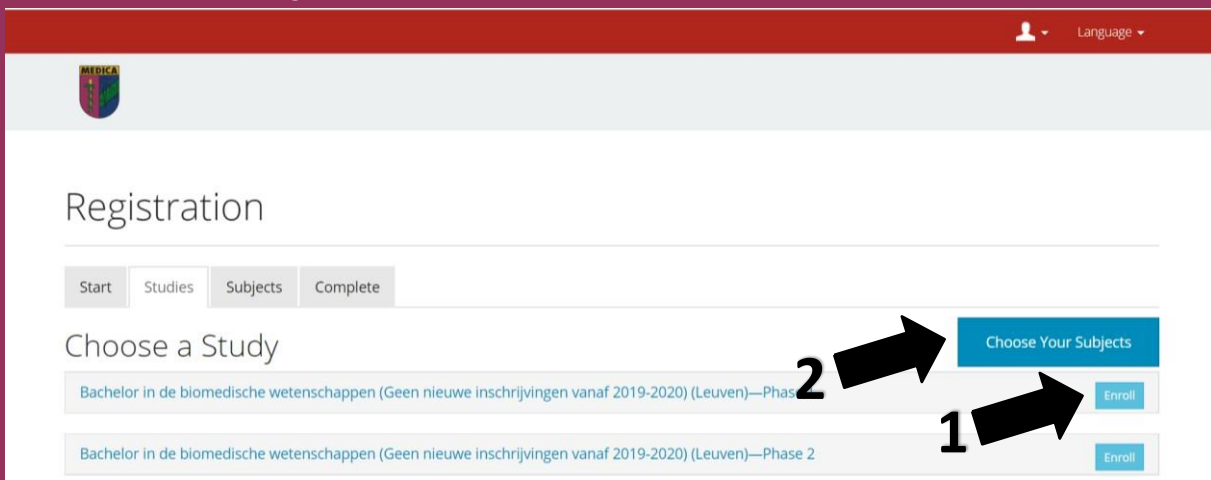 Language
MEDICA
Registration
Start Studies Subjects Complete
Choose a Study
2
Choose Your Subjects
Bachelor in de biomedische wetenschappen (Geen nieuwe inschrijvingen vanaf 2019-2020) (Leuven)—Phase
Enroll
1
Bachelor in de biomedische wetenschappen (Geen nieuwe inschrijvingen vanaf 2019-2020) (Leuven)—Phase 2
Enroll